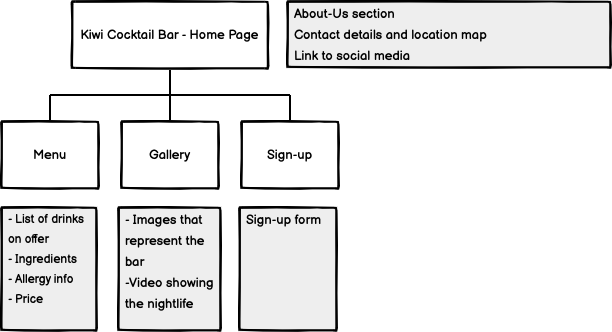 Kiwi Cocktail Bar - Home Page
About-Us section
Contact details and location map
Link to social media
Menu
Gallery
Sign-up
- List of drinks
on offer
- Ingredients
- Allergy info
- Price
- Images that
represent the
bar
-Video showing
the nightlife
Sign-up form